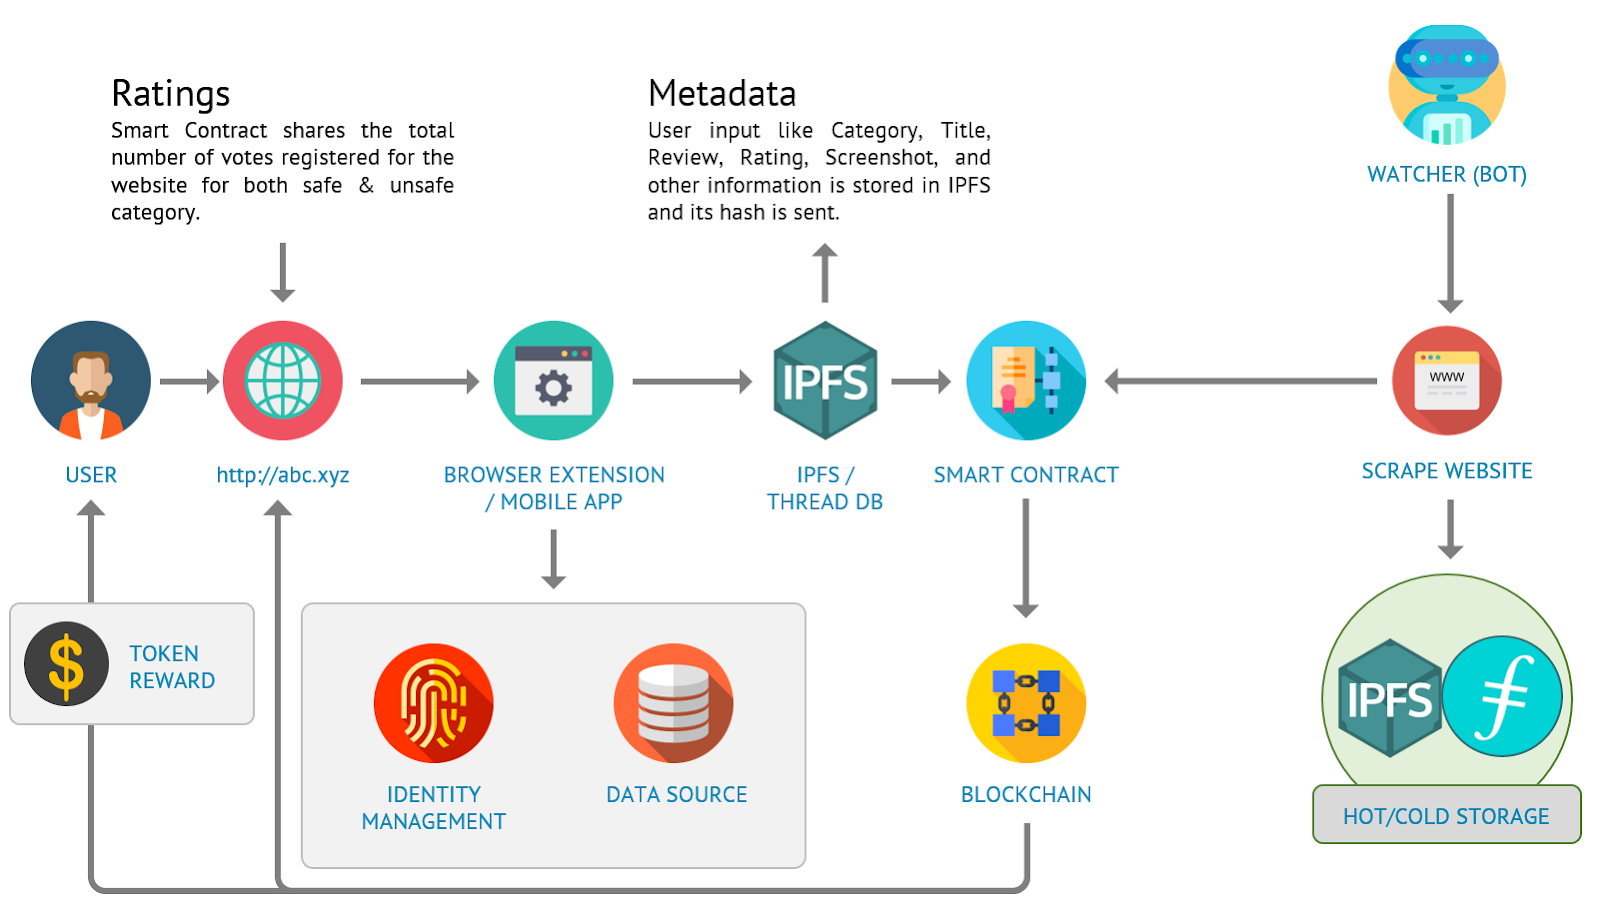 Ratings
Smart Contract shares the total
number of votes registered for the
website for both safe & unsafe
category.
Metadata
User input like Category, Title,
Review, Rating, Screenshot, and
other information is stored in IPFS
and its hash is sent.
WATCHER (BOT)
IPFS
www
USER
http://abc.xyz
BROWSER EXTENSION
/ MOBILE APP
IPFS /
THREAD DB
SMART CONTRACT
SCRAPE WEBSITE
$
TOKEN
REWARD
IDENTITY
MANAGEMENT
DATA SOURCE
BLOCKCHAIN
IPFS
HOT/COLD STORAGE